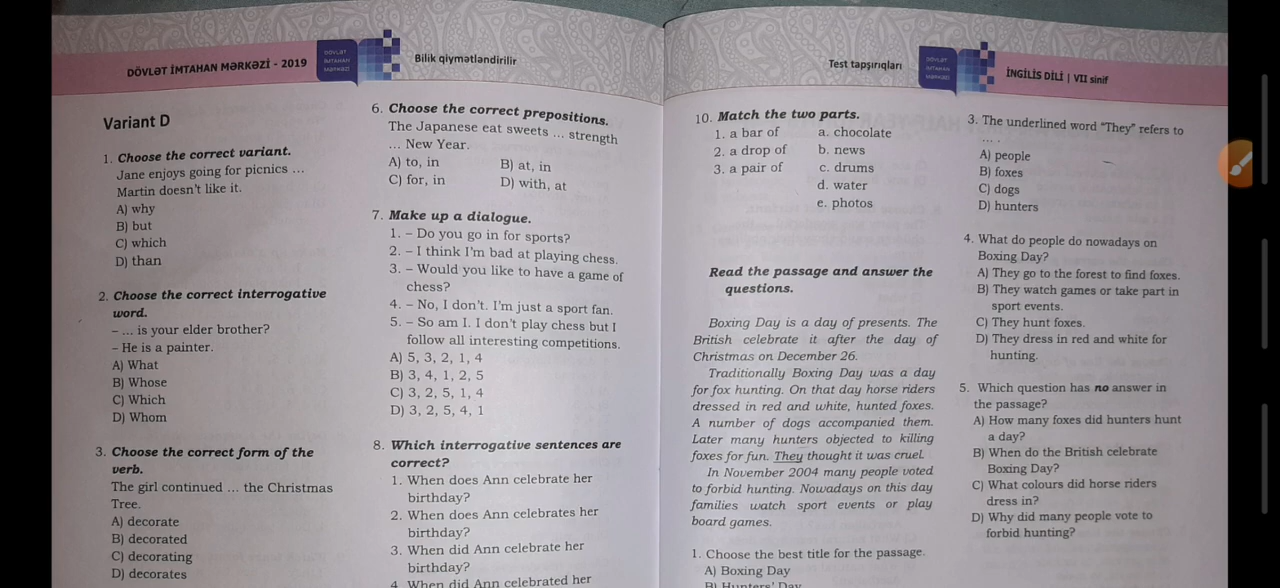 DÖVLƏT İMTAHAN MƏRKƏZİ - 2019
DÖVLƏT
İMTAHAN
MƏRKƏZİ
Bilik qiymətləndirilir
Variant D
1. Choose the correct variant.
Jane enjoys going for picnics ...
Martin doesn't like it.
A) why
B) but
C) which
D) than
2. Choose the correct interrogative
word.
– ... is your elder brother?
– He is a painter.
A) What
B) Whose
C) Which
D) Whom
3. Choose the correct form of the
verb.
The girl continued ... the Christmas
Tree.
A) decorate
B) decorated
C) decorating
D) decorates
6. Choose the correct prepositions.
The Japanese eat sweets ... strength
... New Year.
A) to, in B) at, in
C) for, in D) with, at
7. Make up a dialogue.
1. – Do you go in for sports?
2. – I think I'm bad at playing chess.
3. – Would you like to have a game of
chess?
4. – No, I don't. I'm just a sport fan.
5. – So am I. I don't play chess but I
follow all interesting competitions.
A) 5, 3, 2, 1, 4
B) 3, 4, 1, 2, 5
C) 3, 2, 5, 1, 4
D) 3, 2, 5, 4, 1
8. Which interrogative sentences are
correct?
1. When does Ann celebrate her
birthday?
2. When does Ann celebrates her
birthday?
3. When did Ann celebrate her
birthday?
4. When did Ann celebrated her
Test tapşırıqları
DÖVLƏT
İMTAHAN
MƏRKƏZİ
İNGİLİS DİLİ | VII sinif
10. Match the two parts.
1. a bar of a. chocolate
2. a drop of b. news
3. a pair of c. drums
d. water
e. photos
Read the passage and answer the
questions.
Boxing Day is a day of presents. The
British celebrate it after the day of
Christmas on December 26.
Traditionally Boxing Day was a day
for fox hunting. On that day horse riders
dressed in red and white, hunted foxes.
A number of dogs accompanied them.
Later many hunters objected to killing
foxes for fun. They thought it was cruel.
In November 2004 many people voted
to forbid hunting. Nowadays on this day
families watch sport events or play
board games.
1. Choose the best title for the passage.
A) Boxing Day
B) Hunters' Day
3. The underlined word "They" refers to
... .
A) people
B) foxes
C) dogs
D) hunters
4. What do people do nowadays on
Boxing Day?
A) They go to the forest to find foxes.
B) They watch games or take part in
sport events.
C) They hunt foxes.
D) They dress in red and white for
hunting.
5. Which question has no answer in
the passage?
A) How many foxes did hunters hunt
a day?
B) When do the British celebrate
Boxing Day?
C) What colours did horse riders
dress in?
D) Why did many people vote to
forbid hunting?